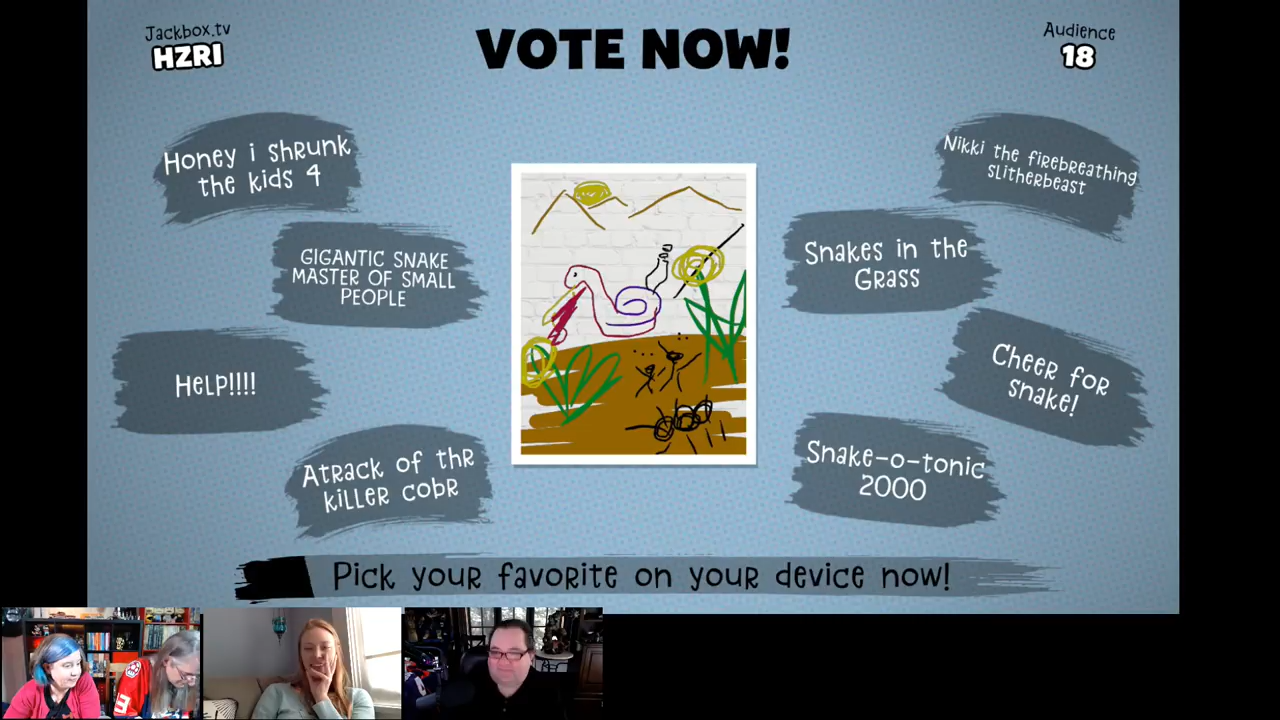 Jackbox.tv
HZRI
VOTE NOW!
Audience
18
Honey i shrunk
the kids 4
GIGANTIC SNAKE
MASTER OF SMALL
PEOPLE
HELP!!!!
Atrack of thr
killer cobr
Nikki the firebreathing
slitherbeast
Snakes in the
Grass
Cheer for
snake!
Snake-o-tonic
2000
Pick your favorite on your device now!